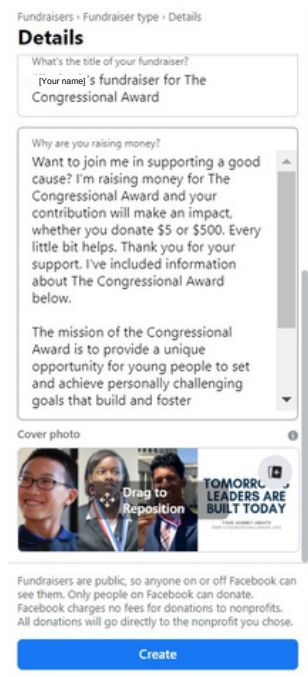 Fundraisers › Fundraiser type › Details
Details
What's the title of your fundraiser?
[Your name]'s fundraiser for The
Congressional Award
Why are you raising money?
Want to join me in supporting a good
cause? I'm raising money for The
Congressional Award and your
contribution will make an impact,
whether you donate $5 or $500. Every
little bit helps. Thank you for your
support. I've included information
about The Congressional Award
below.
The mission of the Congressional
Award is to provide a unique
opportunity for young people to set
and achieve personally challenging
goals that build and foster
Cover photo
Drag to
Reposition
LEADERS ARE
BUILT TODAY
YOUR JOURNEY AWAITS
Fundraisers are public, so anyone on or off Facebook can
see them. Only people on Facebook can donate.
Facebook charges no fees for donations to nonprofits.
All donations will go directly to the nonprofit you chose.
Create